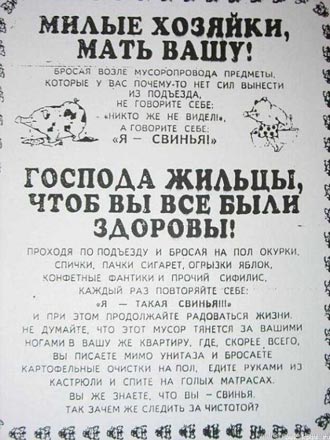 МИЛЫЕ ХОЗЯЙКИ,
МАТЬ ВАШУ!
БРОСАЯ ВОЗЛЕ МУСОРОПРОВОДА ПРЕДМЕТЫ,
КОТОРЫЕ У ВАС ПОЧЕМУ-ТО НЕТ СИЛ ВЫНЕСТИ
ИЗ ПОДЪЕЗДА,
НЕ ГОВОРИТЕ СЕБЕ:
«НИКТО ЖЕ НЕ ВИДЕЛ!»,
А ГОВОРИТЕ СЕБЕ:
«Я — СВИНЬЯ!»
ГОСПОДА ЖИЛЬЦЫ,
ЧТОБ ВЫ ВСЕ БЫЛИ
ЗДОРОВЫ!
ПРОХОДЯ ПО ПОДЪЕЗДУ И БРОСАЯ НА ПОЛ ОКУРКИ,
СПИЧКИ, ПАЧКИ СИГАРЕТ, ОГРЫЗКИ ЯБЛОК,
КОНФЕТНЫЕ ФАНТИКИ И ПРОЧИЙ СИФИЛИС,
КАЖДЫЙ РАЗ ПОВТОРЯЙТЕ СЕБЕ:
«Я — ТАКАЯ СВИНЬЯ!!!»
И ПРИ ЭТОМ ПРОДОЛЖАЙТЕ РАДОВАТЬСЯ ЖИЗНИ.
НЕ ДУМАЙТЕ, ЧТО ЭТОТ МУСОР ТЯНЕТСЯ ЗА ВАШИМИ
НОГАМИ В ВАШУ ЖЕ КВАРТИРУ, ГДЕ, СКОРЕЕ ВСЕГО,
ВЫ ПИСАЕТЕ МИМО УНИТАЗА И БРОСАЕТЕ
КАРТОФЕЛЬНЫЕ ОЧИСТКИ НА ПОЛ, ЕДИТЕ РУКАМИ ИЗ
КАСТРЮЛИ И СПИТЕ НА ГОЛЫХ МАТРАСАХ.
ВЫ ЖЕ ЗНАЕТЕ, ЧТО ВЫ – СВИНЬЯ.
ТАК ЗАЧЕМ ЖЕ СЛЕДИТЬ ЗА ЧИСТОТОЙ?